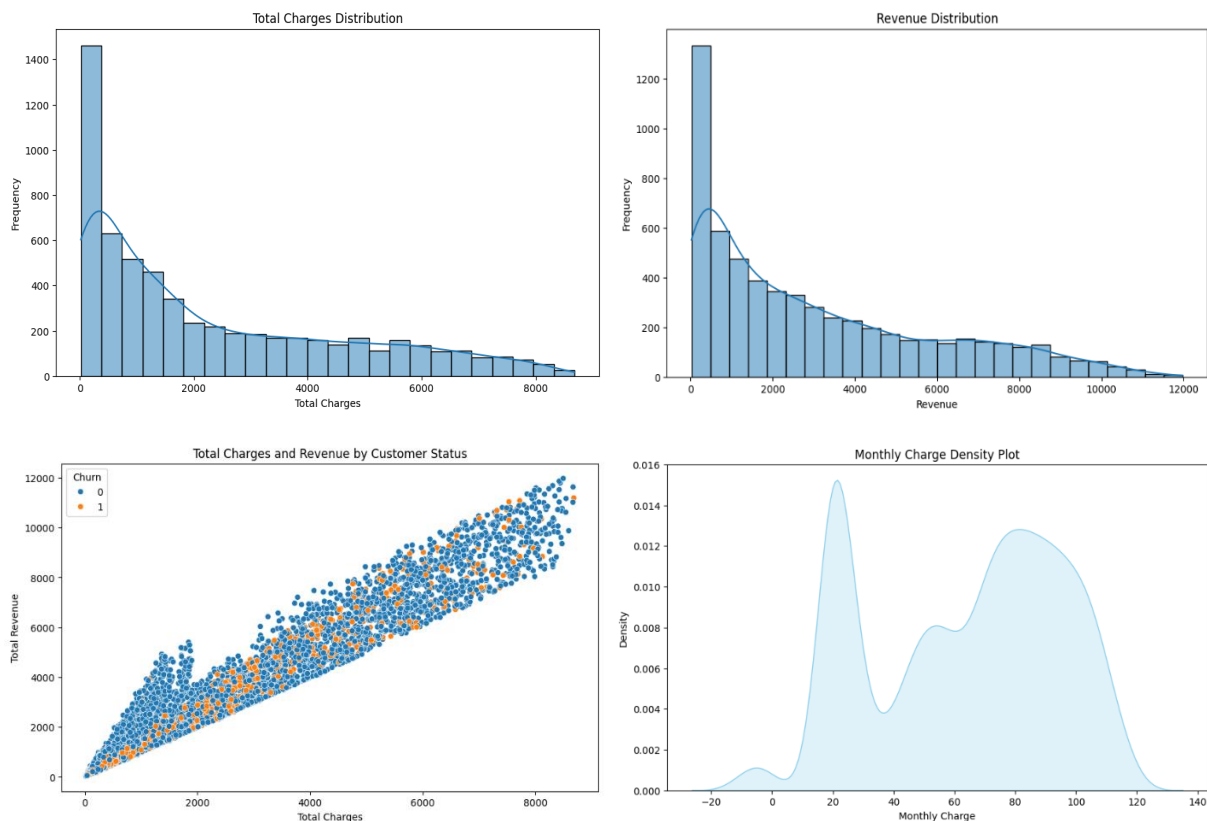 Total Charges Distribution
Frequency
1400
1200
1000
800
600
400
200
0
0 2000 4000 6000 8000
Total Charges
Revenue Distribution
Frequency
1200
1000
800
600
400
200
0
0 2000 4000 6000 8000 10000 12000
Revenue
Total Charges and Revenue by Customer Status
Churn
0
1
Total Revenue
12000
10000
8000
6000
4000
2000
0
0 2000 4000 6000 8000
Total Charges
Monthly Charge Density Plot
Density
0.016
0.014
0.012
0.010
0.008
0.006
0.004
0.002
0.000
−20 0 20 40 60 80 100 120 140
Monthly Charge